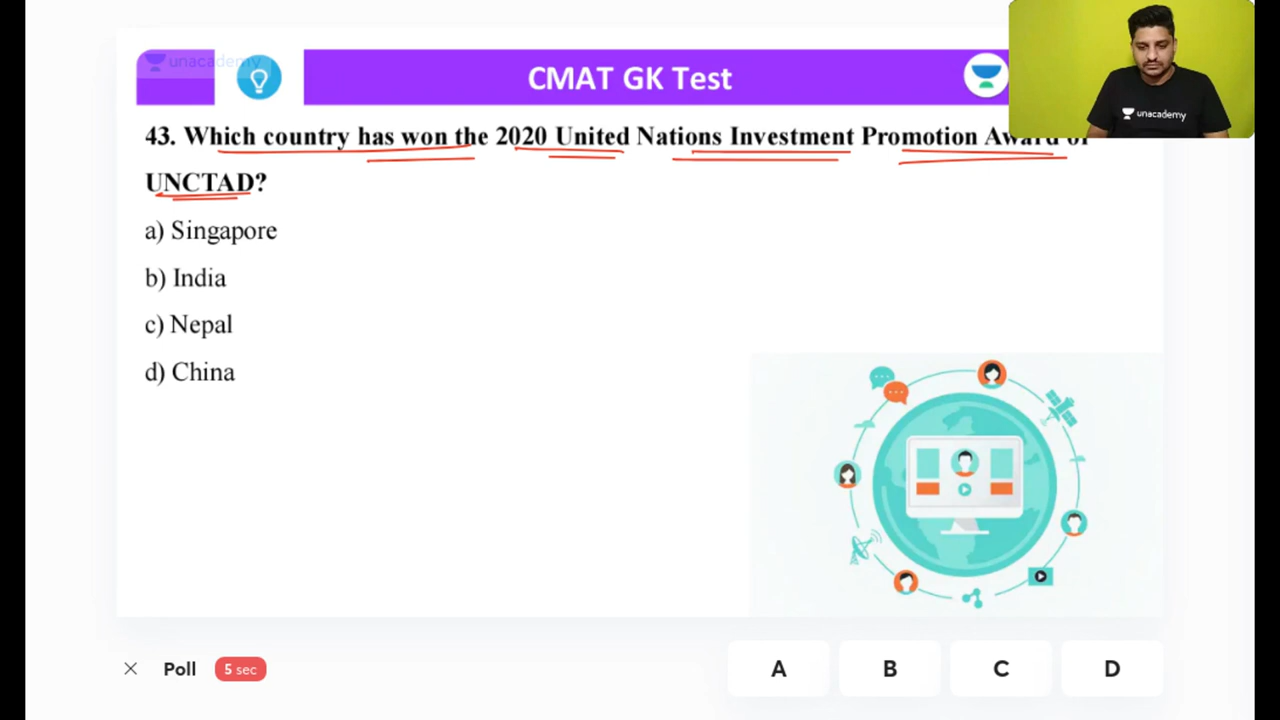 unacademy
CMAT GK Test
unacademy
43. Which country has won the 2020 United Nations Investment Promotion Award of
UNCTAD?
a) Singapore
b) India
c) Nepal
d) China
Poll
5 sec
A
B
C
D